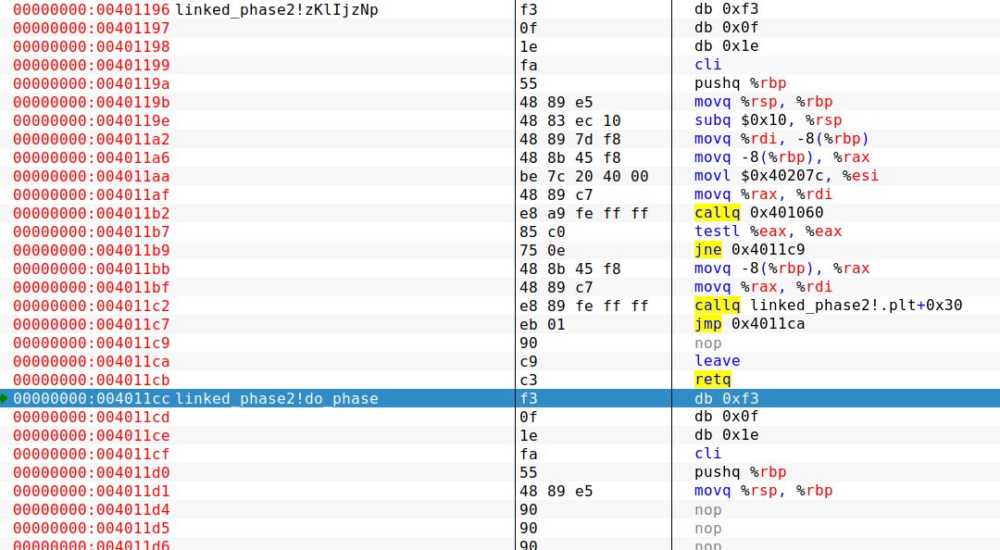 00000000:00401196 linked_phase2!zKlIjzNp f3 db 0xf3
00000000:00401197 0f db 0x0f
00000000:00401198 1e db 0x1e
00000000:00401199 fa cli
00000000:0040119a 55 pushq %rbp
00000000:0040119b 48 89 e5 movq %rsp, %rbp
00000000:0040119e 48 83 ec 10 subq $0x10, %rsp
00000000:004011a2 48 89 7d f8 movq %rdi, -8(%rbp)
00000000:004011a6 48 8b 45 f8 movq -8(%rbp), %rax
00000000:004011aa be 7c 20 40 00 movl $0x40207c, %esi
00000000:004011af 48 89 c7 movq %rax, %rdi
00000000:004011b2 e8 a9 fe ff ff callq 0x401060
00000000:004011b7 85 c0 testl %eax, %eax
00000000:004011b9 75 0e jne 0x4011c9
00000000:004011bb 48 8b 45 f8 movq -8(%rbp), %rax
00000000:004011bf 48 89 c7 movq %rax, %rdi
00000000:004011c2 e8 89 fe ff ff callq linked_phase2!.plt+0x30
00000000:004011c7 eb 01 jmp 0x4011ca
00000000:004011c9 90 nop
00000000:004011ca c9 leave
00000000:004011cb c3 retq
00000000:004011cc linked_phase2!do_phase f3 db 0xf3
00000000:004011cd 0f db 0x0f
00000000:004011ce 1e db 0x1e
00000000:004011cf fa cli
00000000:004011d0 55 pushq %rbp
00000000:004011d1 48 89 e5 movq %rsp, %rbp
00000000:004011d4 90 nop
00000000:004011d5 90 nop
00000000:004011d6 90 nop